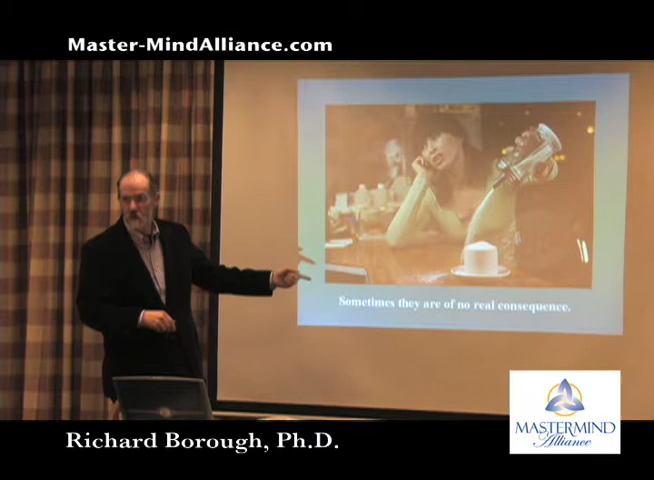 Master-MindAlliance.com
Sometimes they are of no real consequence.
MASTERMIND
Alliance
Richard Borough, Ph.D.